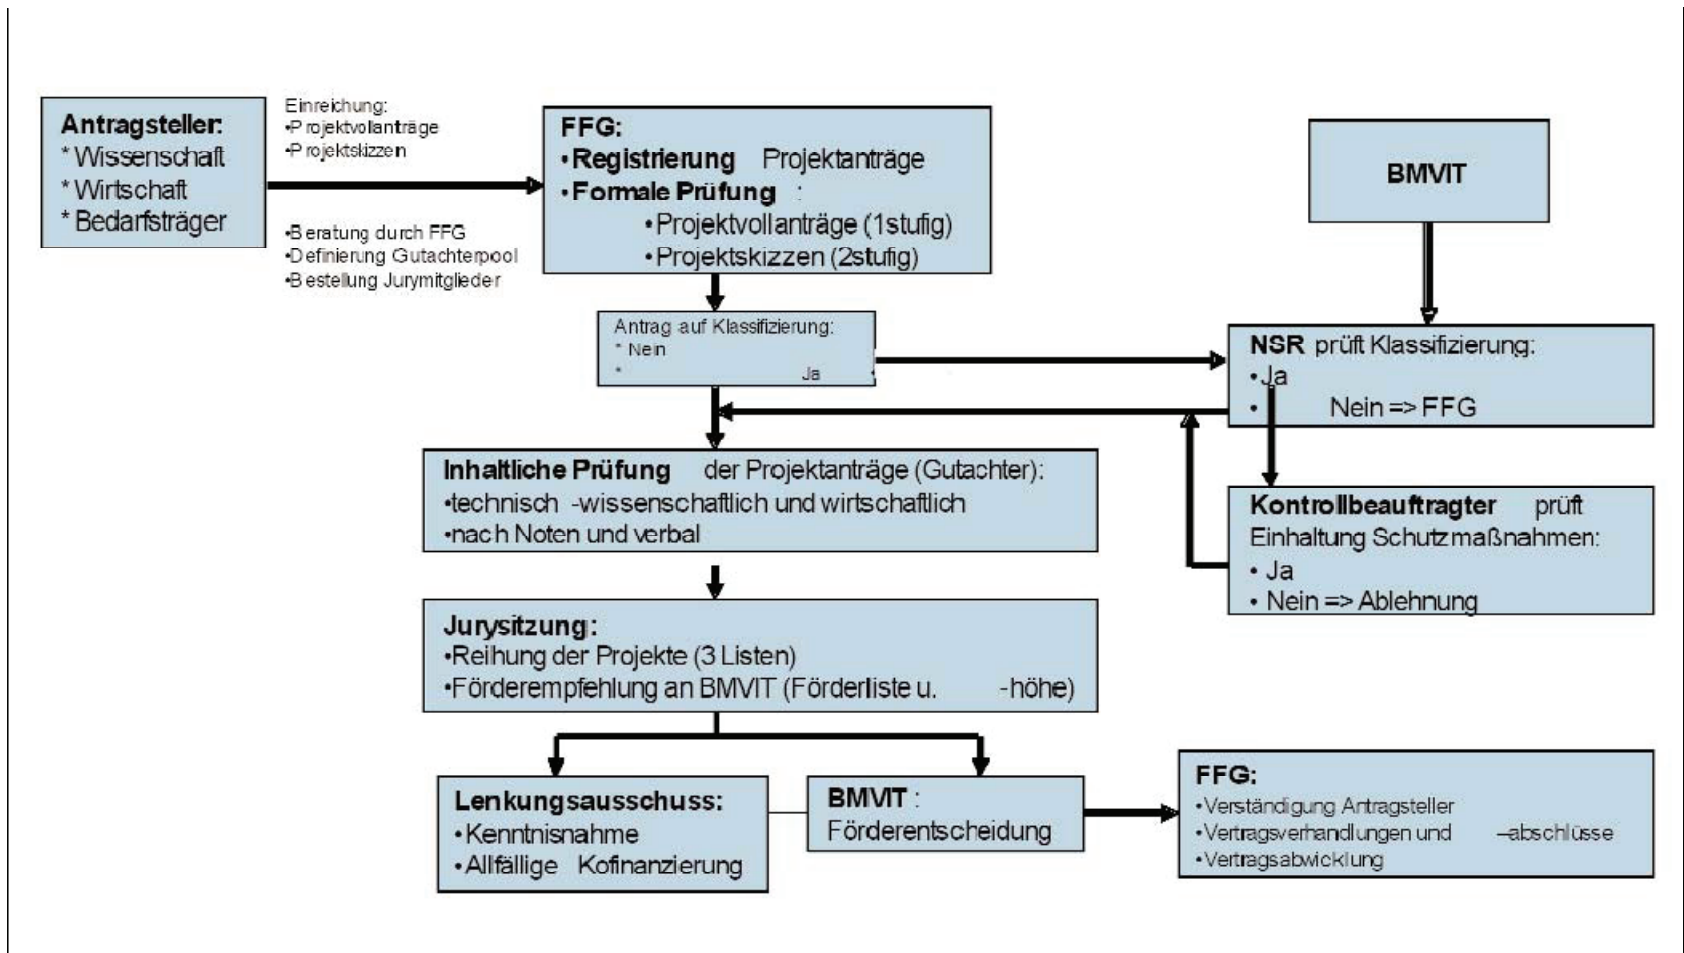 Antragsteller:
* Wissenschaft
* Wirtschaft
* Bedarfsträger
Einreichung:
•Projektvollanträge
•Projektskizzen
•Beratung durch FFG
•Definierung Gutachterpool
•Bestellung Jurymitglieder
FFG:
•Registrierung Projektanträge
•Formale Prüfung :
•Projektvollanträge (1stufig)
•Projektskizzen (2stufig)
BMVIT
Antrag auf Klassifizierung:
* Nein
* Ja
NSR prüft Klassifizierung:
•Ja
• Nein => FFG
Inhaltliche Prüfung der Projektanträge (Gutachter):
•technisch -wissenschaftlich und wirtschaftlich
•nach Noten und verbal
Kontrollbeauftragter prüft
Einhaltung Schutzmaßnahmen:
• Ja
• Nein => Ablehnung
Jurysitzung:
•Reihung der Projekte (3 Listen)
•Förderempfehlung an BMVIT (Förderliste u. -höhe)
Lenkungsausschuss:
•Kenntnisnahme
•Allfällige Kofinanzierung
BMVIT :
Förderentscheidung
FFG:
•Verständigung Antragsteller
•Vertragsverhandlungen und –abschlüsse
•Vertragsabwicklung